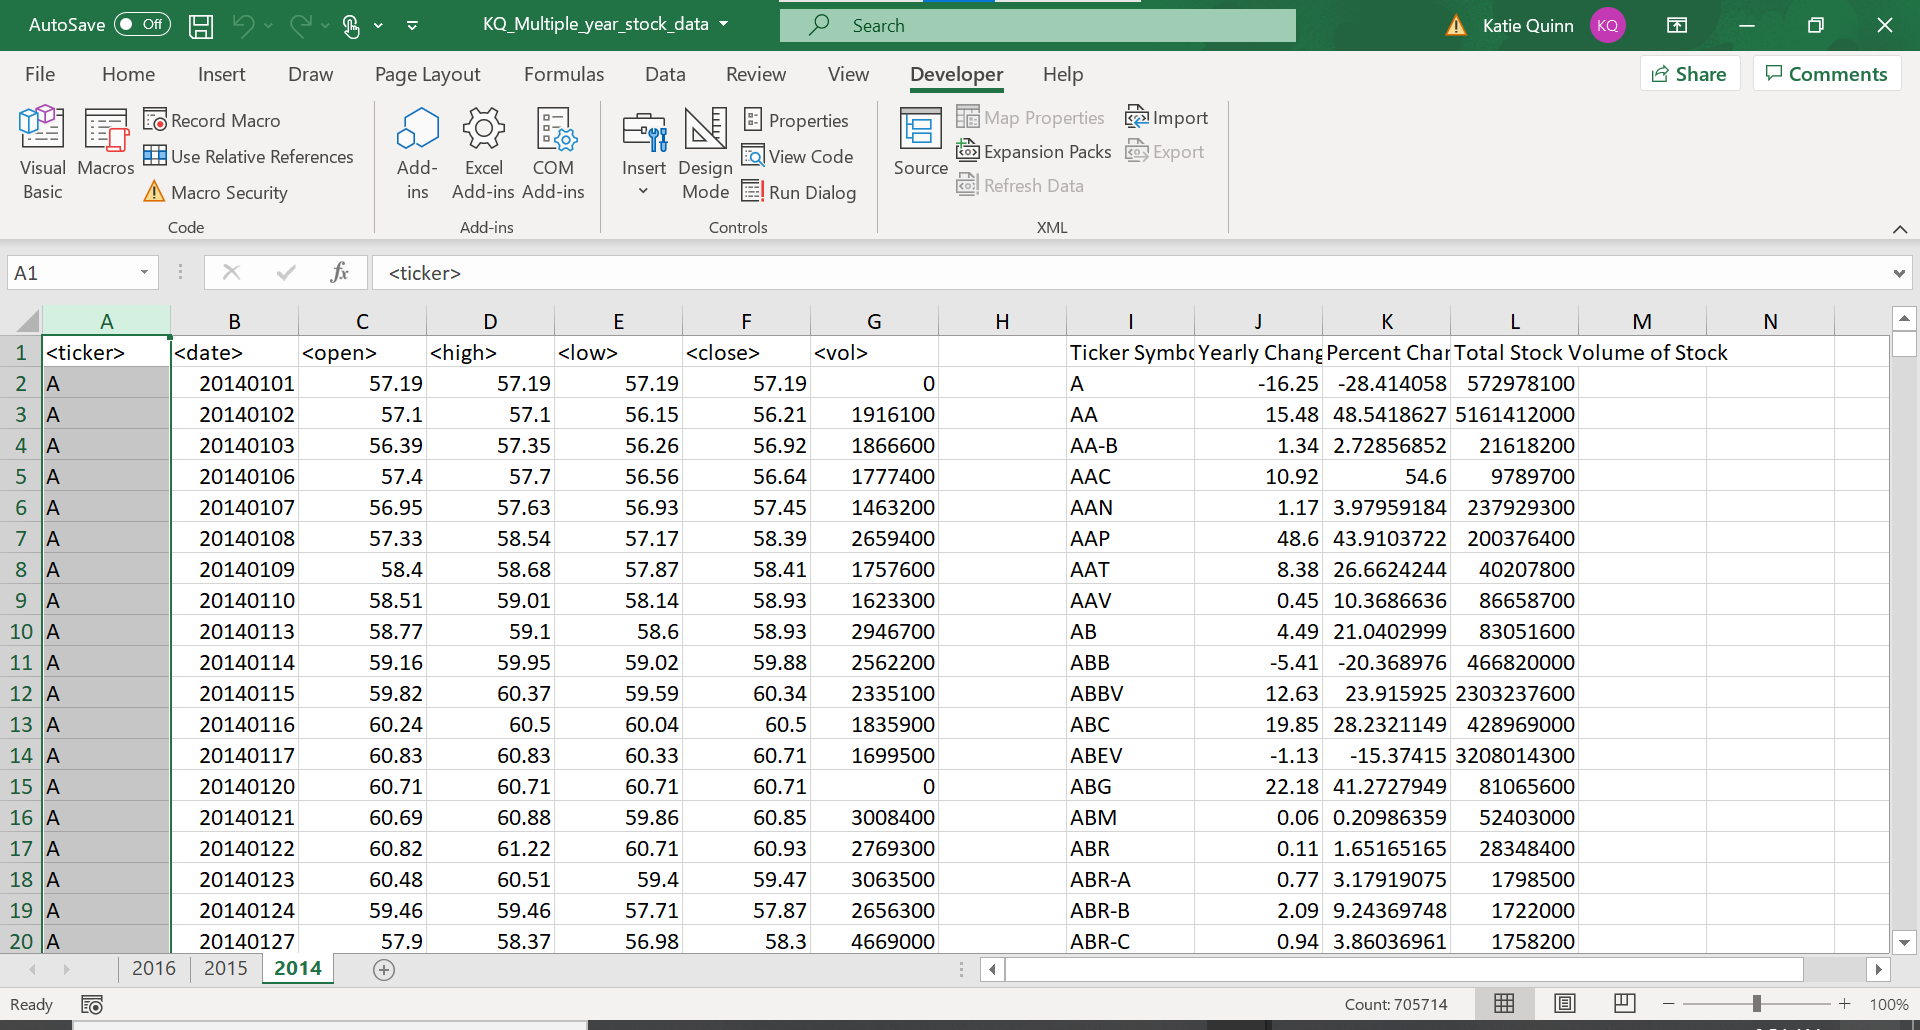 AutoSave Off KQ_Multiple_year_stock_data Search Katie Quinn KQ
File Home Insert Draw Page Layout Formulas Data Review View Developer Help Share Comments
Visual Basic
Macros
Record Macro
Use Relative References
Macro Security
Code
Add-ins
Excel Add-ins
COM Add-ins
Add-ins
Insert
Design Mode
Properties
View Code
Run Dialog
Controls
Source
Map Properties
Expansion Packs
Refresh Data
Import
Export
XML
A1 fx <ticker>
A B C D E F G H I J K L M N
1 <ticker> <date> <open> <high> <low> <close> <vol> Ticker Symbo Yearly Chang Percent Char Total Stock Volume of Stock
2 A 20140101 57.19 57.19 57.19 57.19 0 A -16.25 -28.414058 572978100
3 A 20140102 57.1 57.1 56.15 56.21 1916100 AA 15.48 48.5418627 5161412000
4 A 20140103 56.39 57.35 56.26 56.92 1866600 AA-B 1.34 2.72856852 21618200
5 A 20140106 57.4 57.7 56.56 56.64 1777400 AAC 10.92 54.6 9789700
6 A 20140107 56.95 57.63 56.93 57.45 1463200 AAN 1.17 3.97959184 237929300
7 A 20140108 57.33 58.54 57.17 58.39 2659400 AAP 48.6 43.9103722 200376400
8 A 20140109 58.4 58.68 57.87 58.41 1757600 AAT 8.38 26.6624244 40207800
9 A 20140110 58.51 59.01 58.14 58.93 1623300 AAV 0.45 10.3686636 86658700
10 A 20140113 58.77 59.1 58.6 58.93 2946700 AB 4.49 21.0402999 83051600
11 A 20140114 59.16 59.95 59.02 59.88 2562200 ABB -5.41 -20.368976 466820000
12 A 20140115 59.82 60.37 59.59 60.34 2335100 ABBV 12.63 23.915925 2303237600
13 A 20140116 60.24 60.5 60.04 60.5 1835900 ABC 19.85 28.2321149 428969000
14 A 20140117 60.83 60.83 60.33 60.71 1699500 ABEV -1.13 -15.37415 3208014300
15 A 20140120 60.71 60.71 60.71 60.71 0 ABG 22.18 41.2727949 81065600
16 A 20140121 60.69 60.88 59.86 60.85 3008400 ABM 0.06 0.20986359 52403000
17 A 20140122 60.82 61.22 60.71 60.93 2769300 ABR 0.11 1.65165165 28348400
18 A 20140123 60.48 60.51 59.4 59.47 3063500 ABR-A 0.77 3.17919075 1798500
19 A 20140124 59.46 59.46 57.71 57.87 2656300 ABR-B 2.09 9.24369748 1722000
20 A 20140127 57.9 58.37 56.98 58.3 4669000 ABR-C 0.94 3.86036961 1758200
2016 2015 2014
Ready Count: 705714 100%